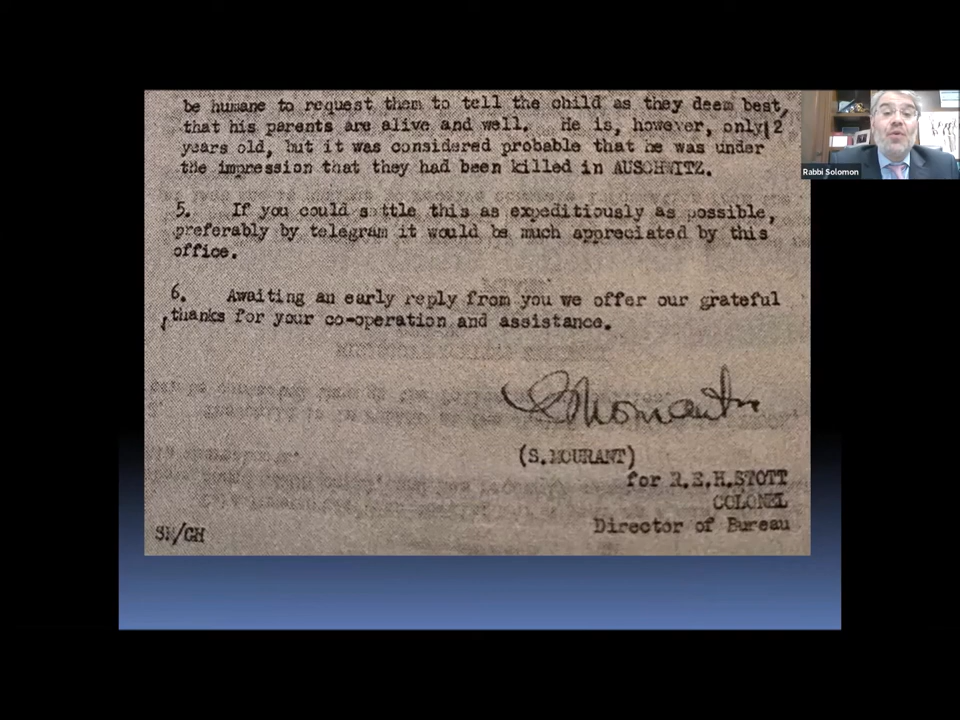 be humane to request them to tell the child as they deem best,
that his parents are alive and well. He is, however, only 12
years old, but it was considered probable that he was under
the impression that they had been killed in AUSCHWITZ.
5. If you could settle this as expeditiously as possible,
preferably by telegram it would be much appreciated by this
office.
6. Awaiting an early reply from you we offer our grateful
thanks for your co-operation and assistance.
(S.MOURANT)
for R.E.H.STOTT
COLONEL
Director of Bureau
SM/GH
Rabbi Solomon